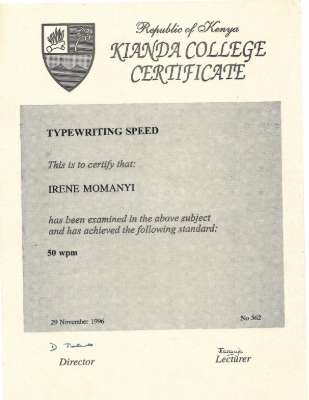 Republic of Kenya
KIANDA COLLEGE
CERTIFICATE
TYPEWRITING SPEED
This is to certify that:
IRENE MOMANYI
has been examined in the above subject
and has achieved the following standard:
50 wpm
29 November 1996 No 562
Director Lecturer